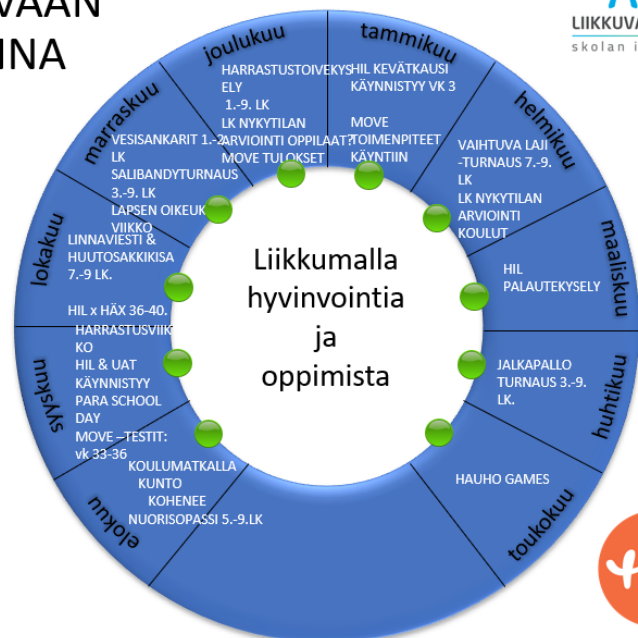 VAAN
INA
LIIKKUVA
skolan i
joulukuu
HARRASTUSTOIVEKYS
ELY
1.-9. LK
LK NYKYTILAN
ARVIOINTI OPPILAAT?
MOVE TULOKSET
tammikuu
HIL KEVÄTKAUSI
KÄYNNISTYY VK 3
MOVE
TOIMENPITEET
KÄYNTIIN
helmikuu
VAIHTUVA LAJI
-TURNAUS 7.-9.
LK
LK NYKYTILAN
ARVIOINTI
KOULUT
maaliskuu
HIL
PALAUTEKYSELY
huhtikuu
JALKAPALLO
TURNAUS 3.-9.
LK.
toukokuu
HAUHO GAMES
elokuu
KOULUMATKALLA
KUNTO
KOHENEE
NUORISOPASSI 5.-9.LK
syyskuu
HARRASTUSVIIK
KO
HIL & UAT
KÄYNNISTYY
PARA SCHOOL
DAY
MOVE –TESTIT:
vk 33-36
lokakuu
LINNAVIESTI &
HUUTOSAKKIKISA
7.-9 LK.
HIL x HÄX 36-40.
marraskuu
VESISANKARIT 1.-2
LK
SALIBANDYTURNAUS
3.-9. LK
LAPSEN OIKEUK
VIIKKO
Liikkumalla
hyvinvointia
ja
oppimista